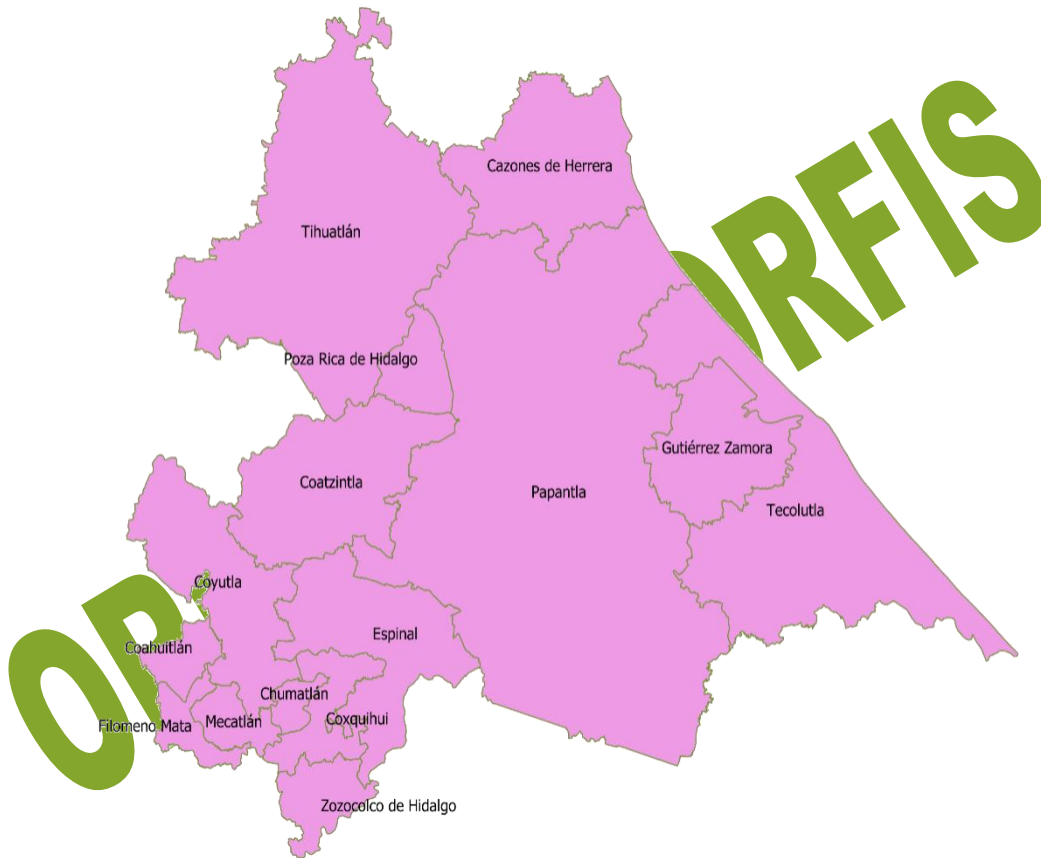 Cazones de Herrera
Tihuatlán
Poza Rica de Hidalgo
Gutiérrez Zamora
Coatzintla
Papantla
Tecolutla
Coyutla
Espinal
Coahuitlán
Chumatlán
Filomeno Mata
Mecatlán
Coxquihui
Zozocolco de Hidalgo
ORFIS